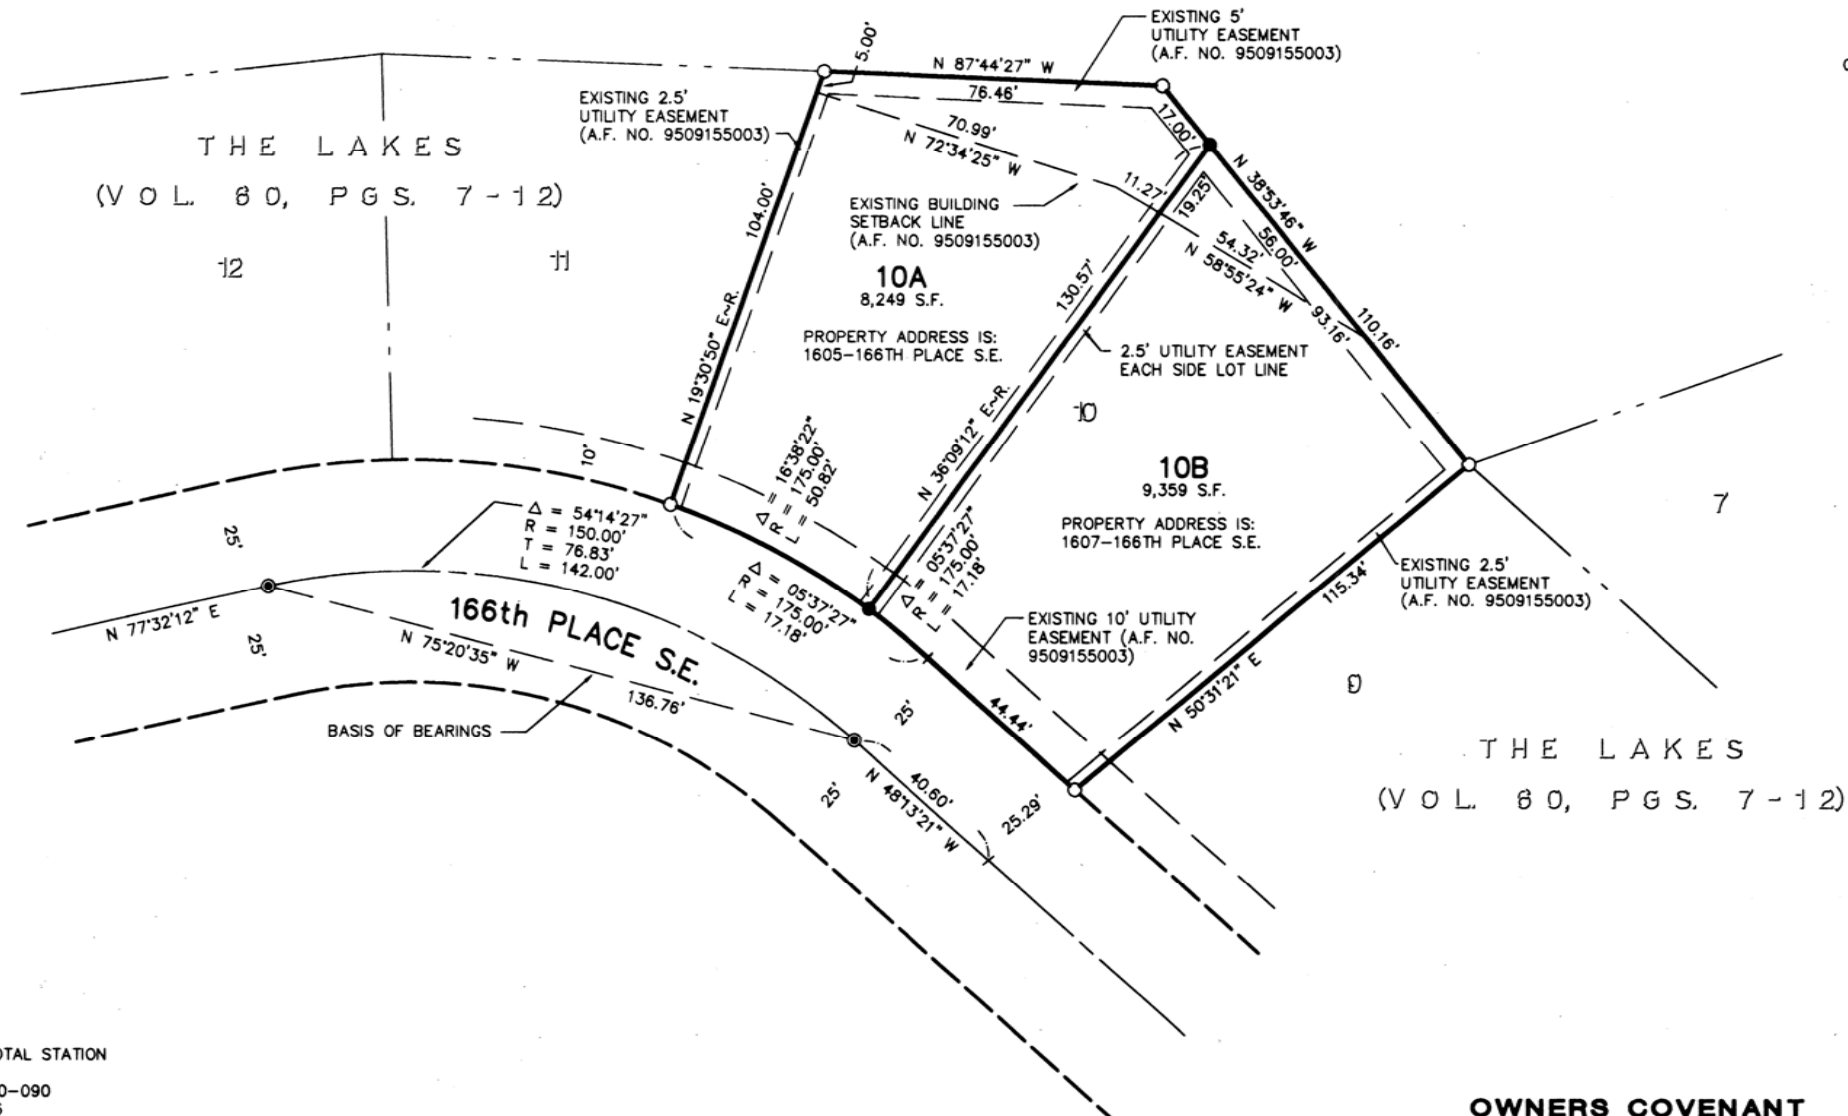 EXISTING 5'
UTILITY EASEMENT
(A.F. NO. 9509155003)
5.00'
N 87°44'27" W
76.46'
EXISTING 2.5'
UTILITY EASEMENT
(A.F. NO. 9509155003)
17.00'
THE LAKES
(VOL. 60, PGS. 7-12)
70.99'
N 72°34'25" W
11.27'
19.25'
N 38°53'46" W
56.00'
54.32'
N 58°55'24" W
93.16'
110.16'
104.00'
EXISTING BUILDING
SETBACK LINE
(A.F. NO. 9509155003)
12
11
10A
8,249 S.F.
PROPERTY ADDRESS IS:
1605-166TH PLACE S.E.
130.57'
N 19°30'50" E~R.
2.5' UTILITY EASEMENT
EACH SIDE LOT LINE
N 36°09'12" E~R.
10
10B
9,359 S.F.
PROPERTY ADDRESS IS:
1607-166TH PLACE S.E.
7
10'
Δ = 16°38'22"
R = 175.00'
L = 50.82'
25'
Δ = 54°14'27"
R = 150.00'
T = 76.83'
L = 142.00'
Δ = 05°37'27"
R = 175.00'
L = 17.18'
Δ = 05°37'27"
R = 175.00'
L = 17.18'
EXISTING 2.5'
UTILITY EASEMENT
(A.F. NO. 9509155003)
115.34'
N 50°31'21" E
N 77°32'12" E
25'
166th PLACE S.E.
N 75°20'35" W
136.76'
BASIS OF BEARINGS
EXISTING 10' UTILITY
EASEMENT (A.F. NO.
9509155003)
9
25'
44.44'
THE LAKES
(VOL. 60, PGS. 7-12)
25'
40.60'
N 48°13'21" W
25.29'
OTAL STATION
0-090
OWNERS COVENANT